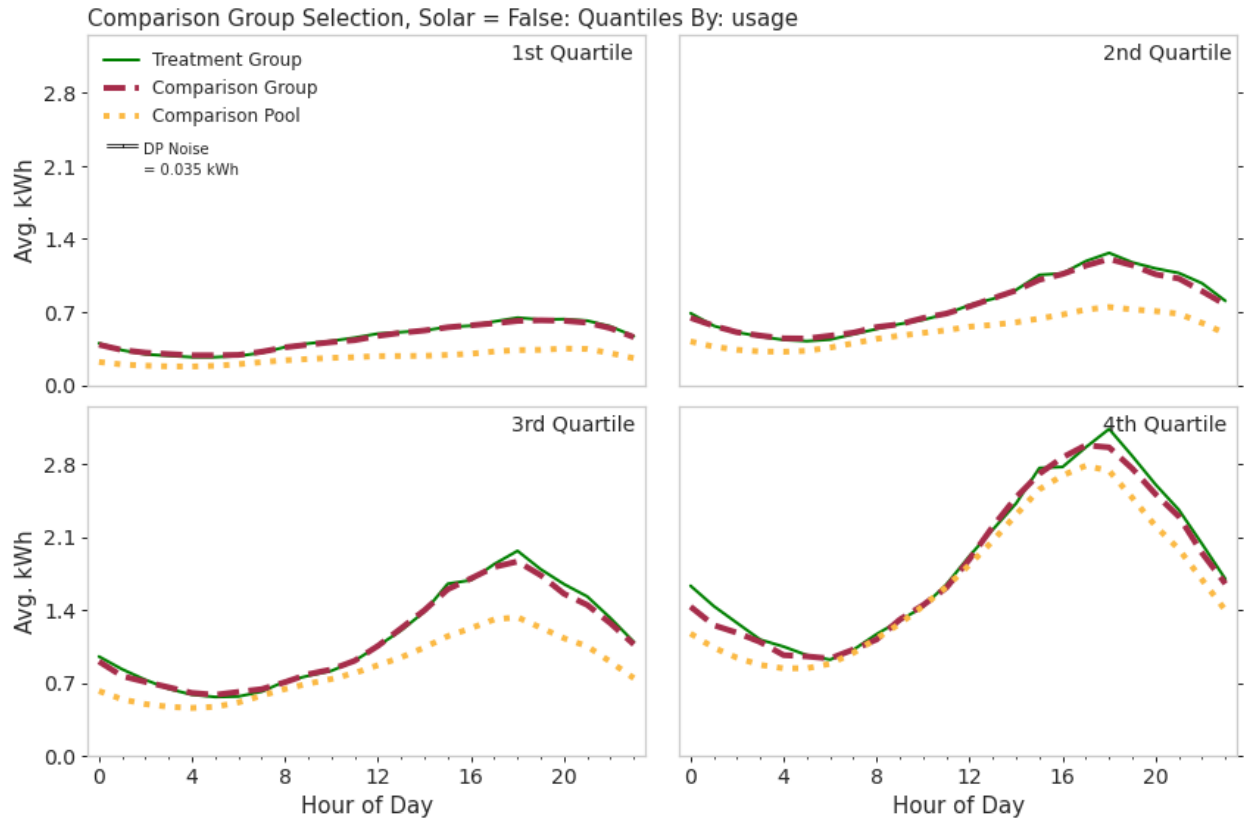 Comparison Group Selection, Solar = False: Quantiles By: usage
1st Quartile
2nd Quartile
Treatment Group
Comparison Group
Comparison Pool
DP Noise
= 0.035 kWh
Avg. kWh
2.8
2.1
1.4
0.7
0.0
3rd Quartile
4th Quartile
Avg. kWh
2.8
2.1
1.4
0.7
0.0
0 4 8 12 16 20
0 4 8 12 16 20
Hour of Day
Hour of Day